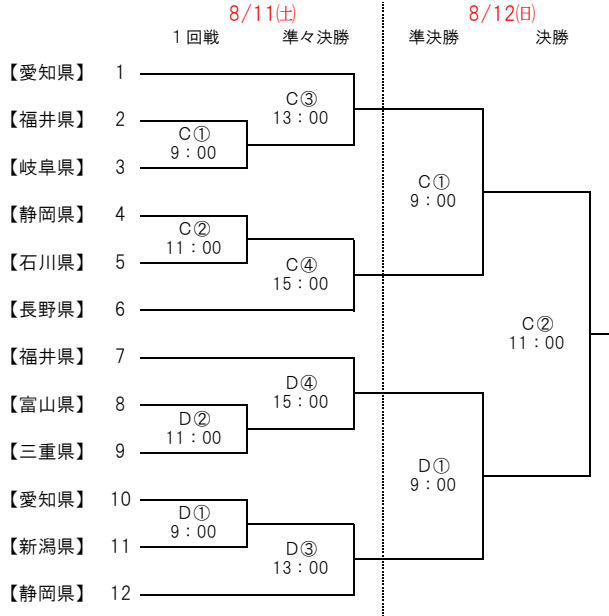 8/11㈯
8/12㈰
１回戦
準々決勝
準決勝
決勝
【愛知県】 1
【福井県】 2
【岐阜県】 3
【静岡県】 4
【石川県】 5
【長野県】 6
【福井県】 7
【富山県】 8
【三重県】 9
【愛知県】 10
【新潟県】 11
【静岡県】 12
Ｃ①
9：00
Ｃ②
11：00
Ｄ②
11：00
Ｄ①
9：00
Ｃ③
13：00
Ｃ④
15：00
Ｄ④
15：00
Ｄ③
13：00
Ｃ①
9：00
Ｄ①
9：00
Ｃ②
11：00